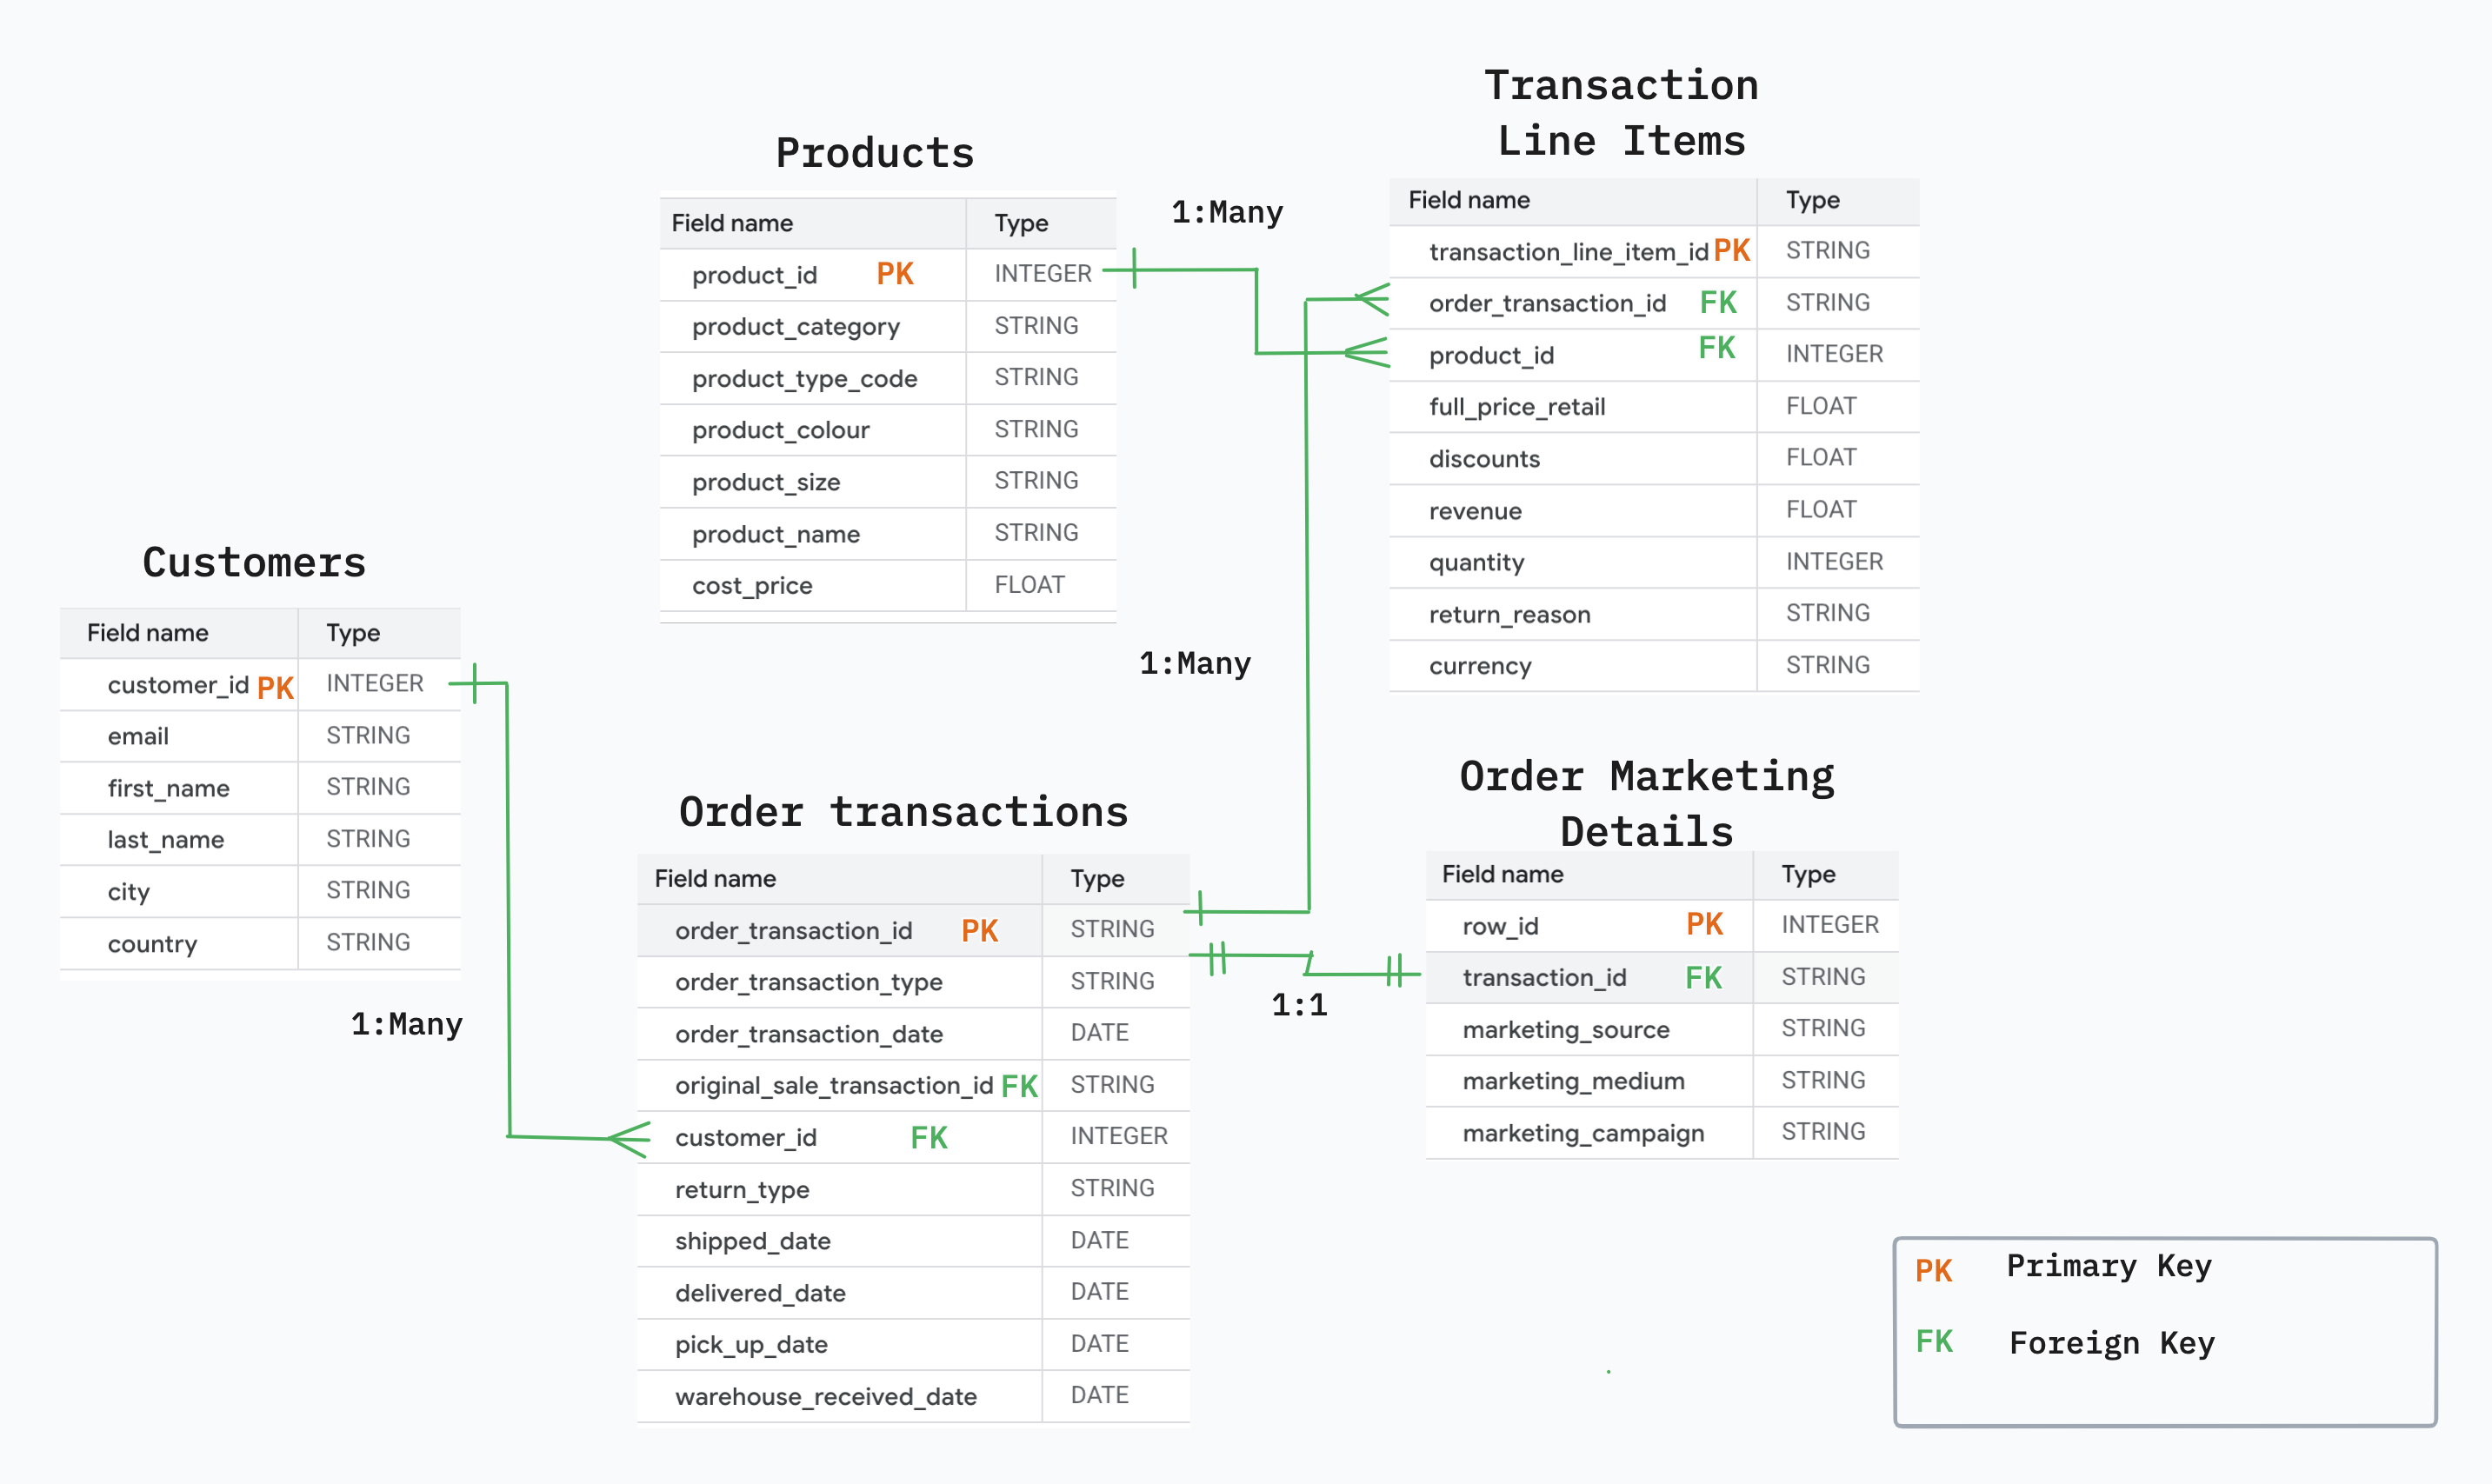 Transaction
Line Items
Products
1:Many
Field name Type
transaction_line_item_id PK STRING
order_transaction_id FK STRING
product_id FK INTEGER
full_price_retail FLOAT
discounts FLOAT
revenue FLOAT
quantity INTEGER
return_reason STRING
currency STRING
Field name Type
product_id PK INTEGER
product_category STRING
product_type_code STRING
product_colour STRING
product_size STRING
product_name STRING
cost_price FLOAT
1:Many
Customers
Field name Type
customer_id PK INTEGER
email STRING
first_name STRING
last_name STRING
city STRING
country STRING
1:Many
Order transactions
Field name Type
order_transaction_id PK STRING
order_transaction_type STRING
order_transaction_date DATE
original_sale_transaction_id FK STRING
customer_id FK INTEGER
return_type STRING
shipped_date DATE
delivered_date DATE
pick_up_date DATE
warehouse_received_date DATE
1:1
Order Marketing
Details
Field name Type
row_id PK INTEGER
transaction_id FK STRING
marketing_source STRING
marketing_medium STRING
marketing_campaign STRING
PK Primary Key
FK Foreign Key